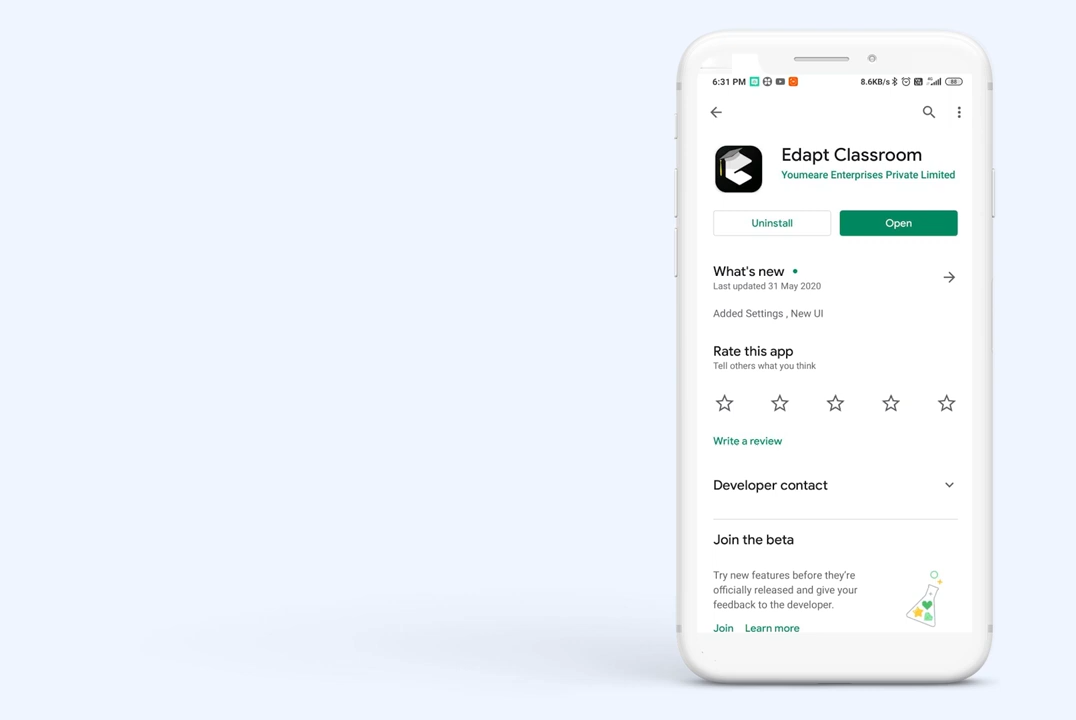 6:31 PM 8.6KB/s
Edapt Classroom
Youmeare Enterprises Private Limited
Uninstall Open
What's new
Last updated 31 May 2020
Added Settings , New UI
Rate this app
Tell others what you think
Write a review
Developer contact
Join the beta
Try new features before they're
officially released and give your
feedback to the developer.
Join Learn more